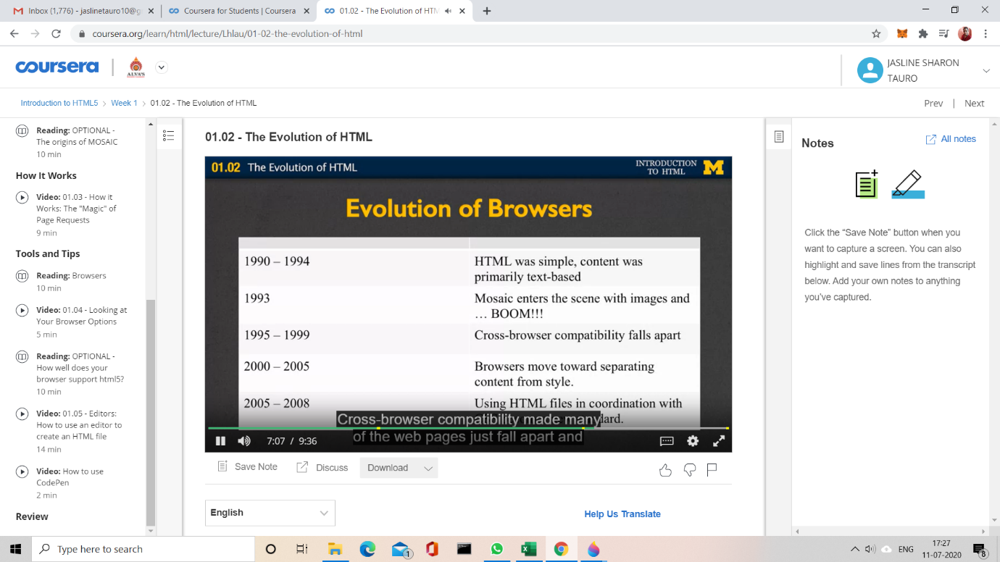 Inbox (1,776) - jaslinetauro10@g
Coursera for Students | Coursera
01.02 - The Evolution of HTM
coursera.org/learn/html/lecture/Lhlau/01-02-the-evolution-of-html
coursera
ALVA'S
JASLINE SHARON
TAURO
Introduction to HTML5 > Week 1 > 01.02 - The Evolution of HTML
Prev | Next
Reading: OPTIONAL -
The origins of MOSAIC
10 min
How It Works
Video: 01.03 - How it
Works: The "Magic" of
Page Requests
9 min
Tools and Tips
Reading: Browsers
10 min
Video: 01.04 - Looking at
Your Browser Options
5 min
Reading: OPTIONAL -
How well does your
browser support html5?
10 min
Video: 01.05 - Editors:
How to use an editor to
create an HTML file
14 min
Video: How to use
CodePen
2 min
Review
01.02 - The Evolution of HTML
01.02 The Evolution of HTML
INTRODUCTION
TO HTML
M
Evolution of Browsers
1990 – 1994
HTML was simple, content was
primarily text-based
1993
Mosaic enters the scene with images and
… BOOM!!!
1995 – 1999
Cross-browser compatibility falls apart
2000 – 2005
Browsers move toward separating
content from style.
2005 – 2008
Using HTML files in coordination with
Cross-browser compatibility made many
of the web pages just fall apart and
7:07 / 9:36
Save Note
Discuss
Download
English
Help Us Translate
Notes
All notes
Click the “Save Note” button when you
want to capture a screen. You can also
highlight and save lines from the transcript
below. Add your own notes to anything
you've captured.
Type here to search
1
ENG
17:27
11-07-2020
8